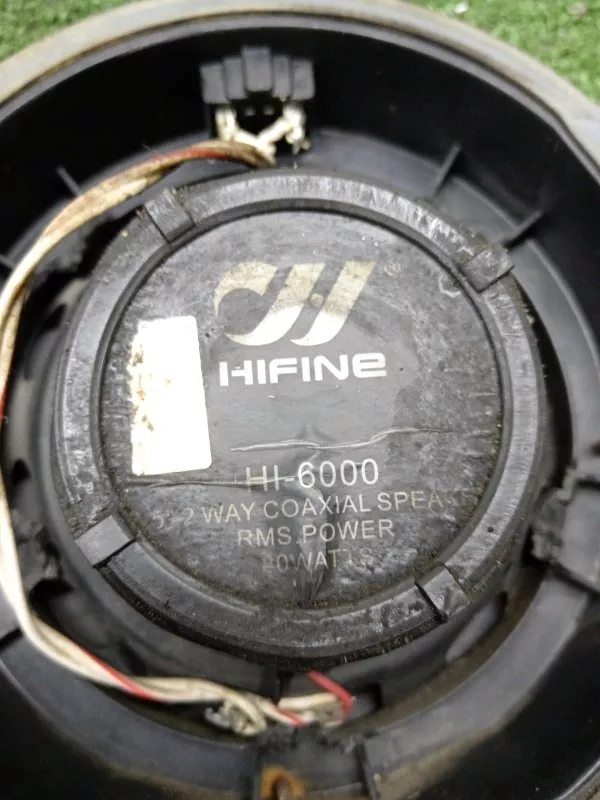 ®
HIFINE
HI-6000
2 WAY COAXIAL
RMS POWER